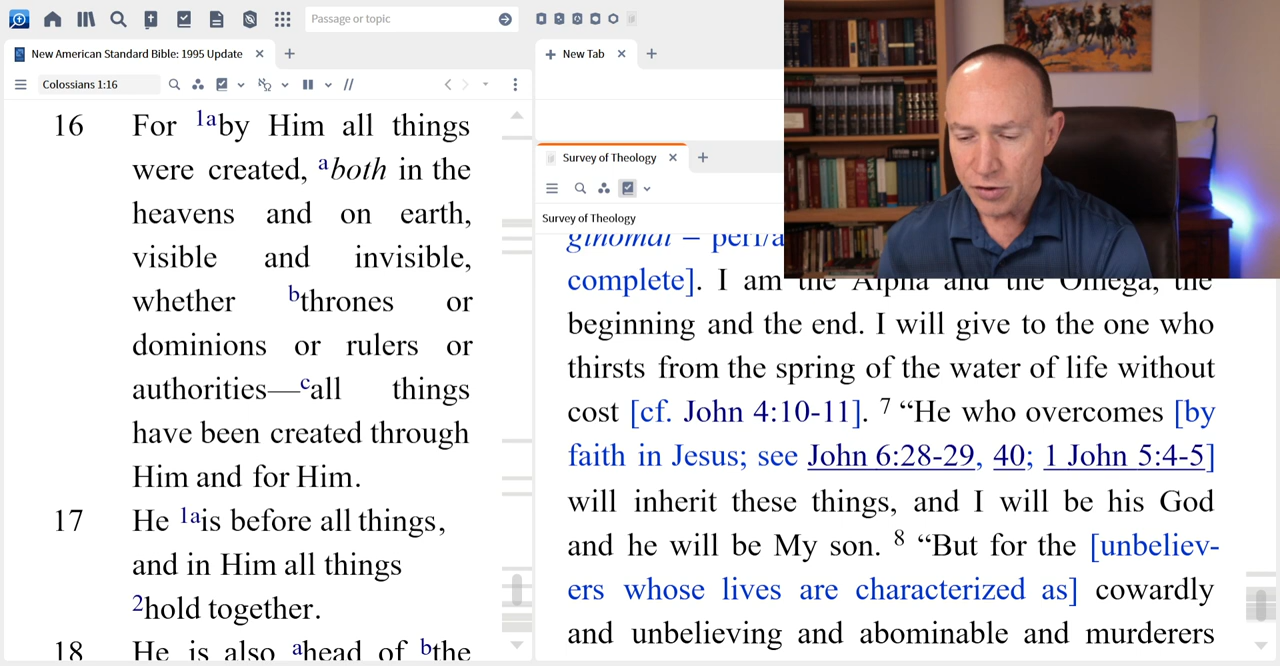 Passage or topic
New American Standard Bible: 1995 Update
Colossians 1:16
16 For 1aby Him all things
were created, aboth in the
heavens and on earth,
visible and invisible,
whether bthrones or
dominions or rulers or
authorities—call things
have been created through
Him and for Him.
17 He 1ais before all things,
and in Him all things
2hold together.
18 He is also ahead of bthe
New Tab
Survey of Theology
Survey of Theology
ginomai – perf/a
complete]. I am the Alpha and the Omega, the
beginning and the end. I will give to the one who
thirsts from the spring of the water of life without
cost [cf. John 4:10-11]. 7 “He who overcomes [by
faith in Jesus; see John 6:28-29, 40; 1 John 5:4-5]
will inherit these things, and I will be his God
and he will be My son. 8 “But for the [unbeliev-
ers whose lives are characterized as] cowardly
and unbelieving and abominable and murderers